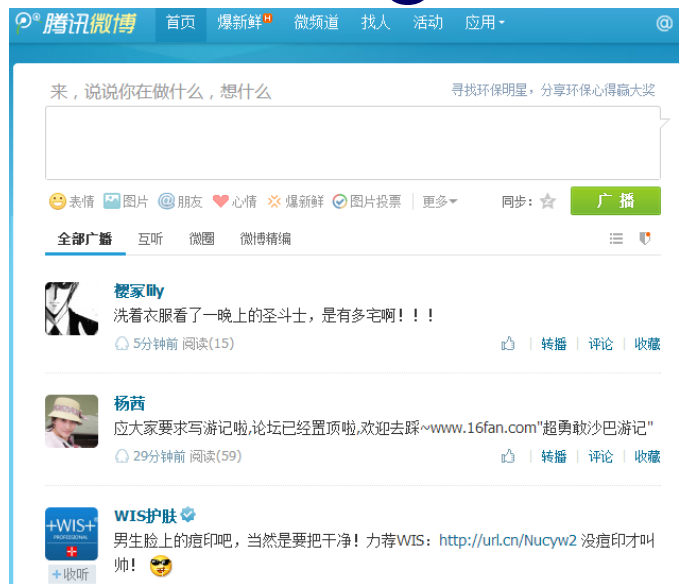 腾讯微博 首页 爆新鲜H 微频道 找人 活动 应用 @
来，说说你在做什么，想什么 寻找环保明星，分享环保心得赢大奖
表情 图片 @朋友 心情 爆新鲜 图片投票 更多 同步： 广播
全部广播 互听 微圈 微博精编
樱冢lily
洗着衣服看了一晚上的圣斗士，是有多宅啊！！！
5分钟前 阅读(15) 转播 评论 收藏
杨茜
应大家要求写游记啦,论坛已经置顶啦,欢迎去踩~www.16fan.com"超勇敢沙巴游记"
29分钟前 阅读(59) 转播 评论 收藏
+WIS+
PROFESSIONAL
WIS护肤
男生脸上的痘印吧，当然是要把干净！力荐WIS：http://url.cn/Nucyw2 没痘印才叫
帅！
+收听